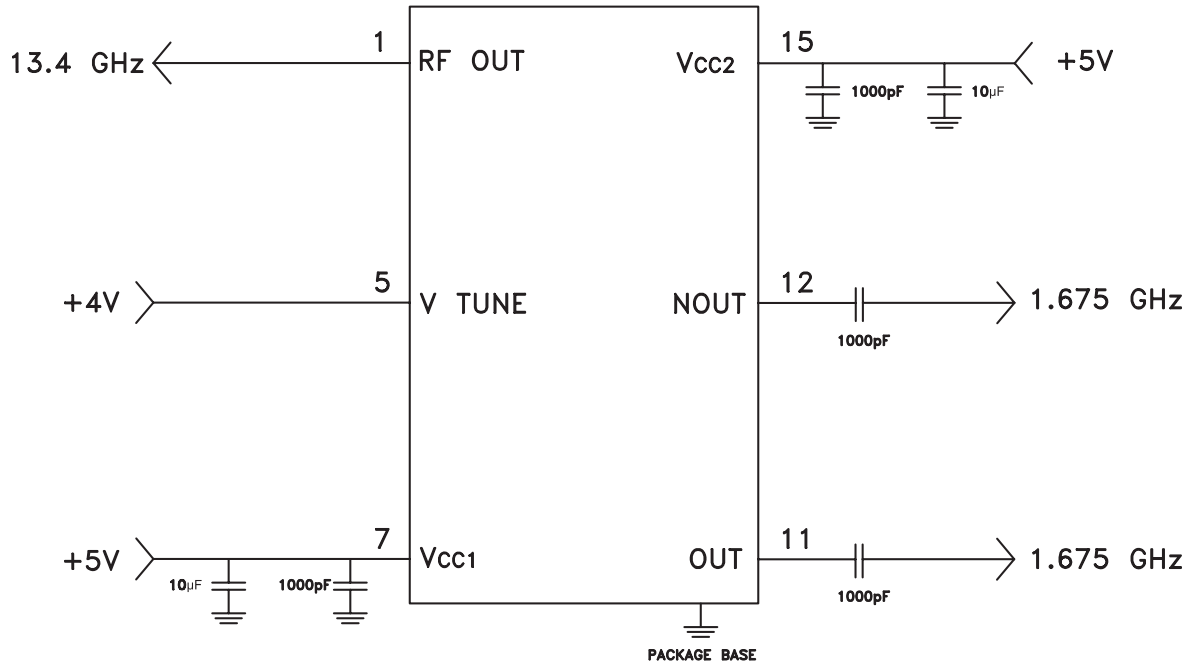 1
15
13.4 GHz
RF OUT
VCC2
+5V
1000pF
10µF
5
12
+4V
V TUNE
NOUT
1.675 GHz
1000pF
7
11
+5V
VCC1
OUT
1.675 GHz
10µF
1000pF
1000pF
PACKAGE BASE